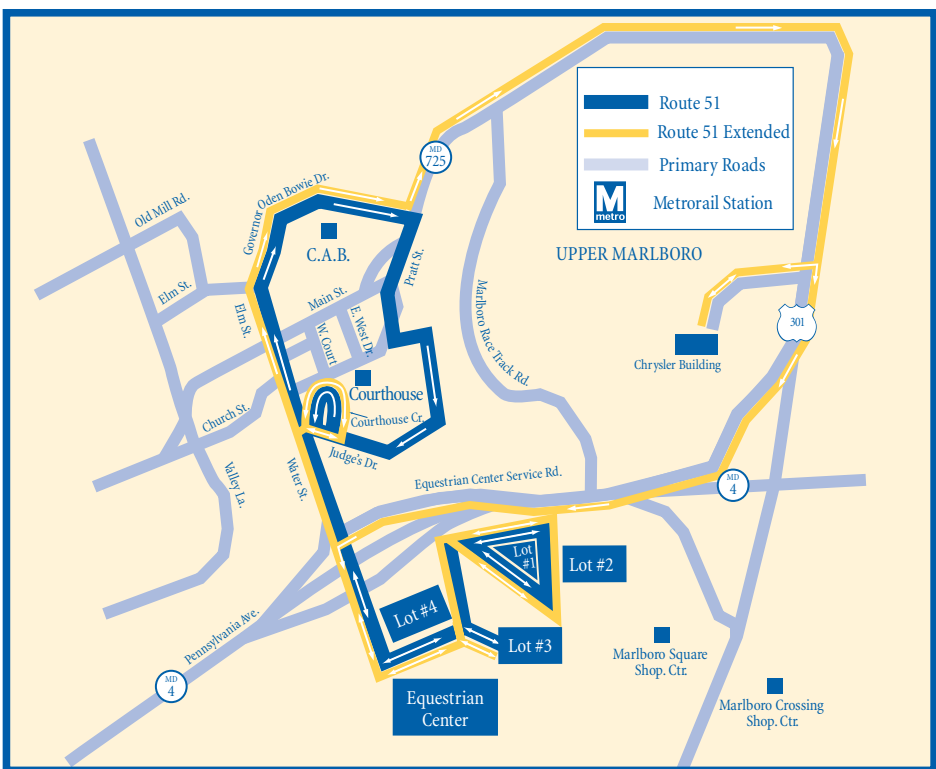 Route 51
Route 51 Extended
Primary Roads
M
metro
Metrorail Station
MD
725
Old Mill Rd.
Governor Oden Bowie Dr.
C.A.B.
Pratt St.
UPPER MARLBORO
Elm St.
Main St.
Elm St.
W. Court
E. West Dr.
Marlboro Race Track Rd.
301
Chrysler Building
Courthouse
Church St.
Courthouse Cr.
Judge's Dr.
Water St.
Valley La.
Equestrian Center Service Rd.
MD
4
Lot
#1
Lot #2
Lot #4
Lot #3
Pennsylvania Ave.
MD
4
Equestrian
Center
Marlboro Square
Shop. Ctr.
Marlboro Crossing
Shop. Ctr.